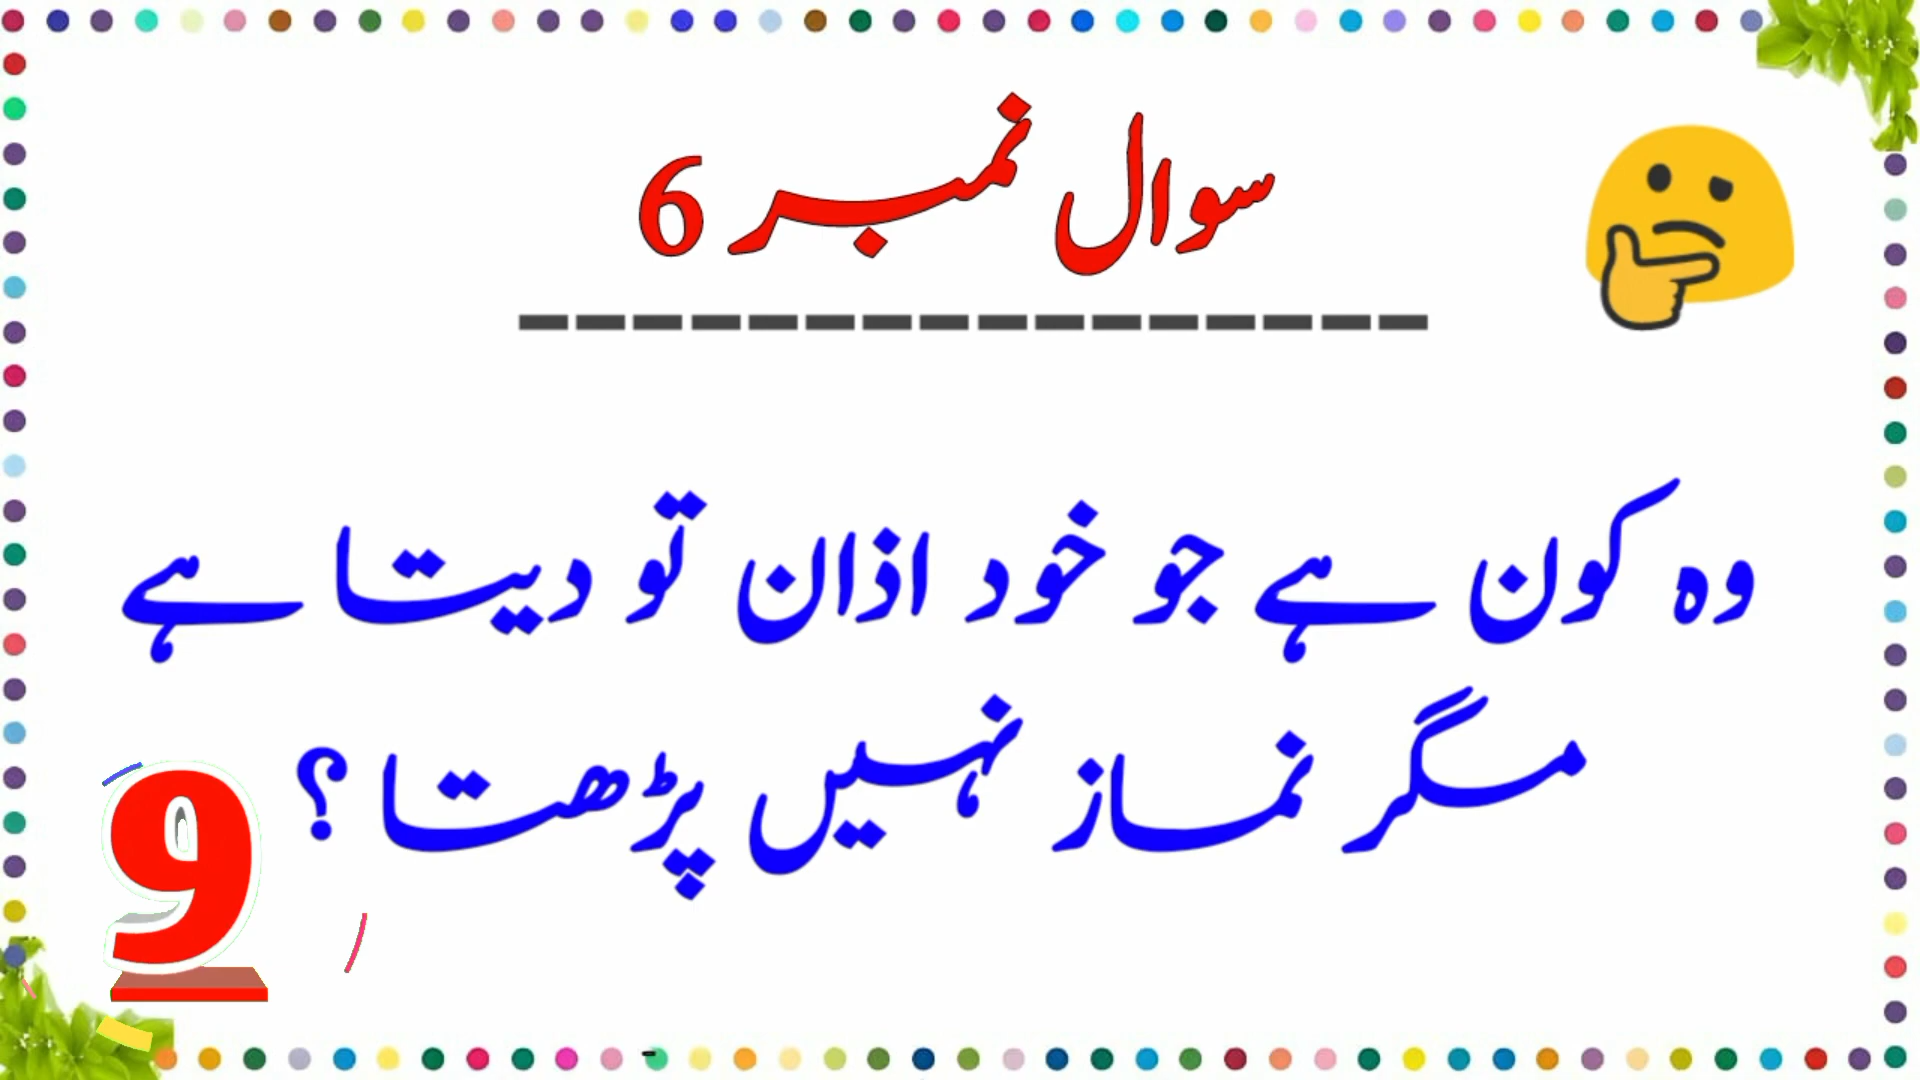 سوال نمبر 6
وہ کون ہے جو خود اذان تو دیتا ہے
مگر نماز نہیں پڑھتا ؟
9